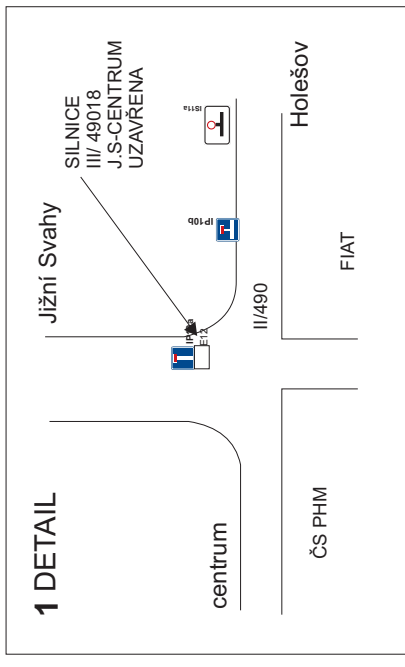 1 DETAIL
Jižní Svahy
SILNICE
III/ 49018
J.S-CENTRUM
UZAVŘENA
E12
IP10b
IS11a
centrum
II/490
Holešov
ČS PHM
FIAT